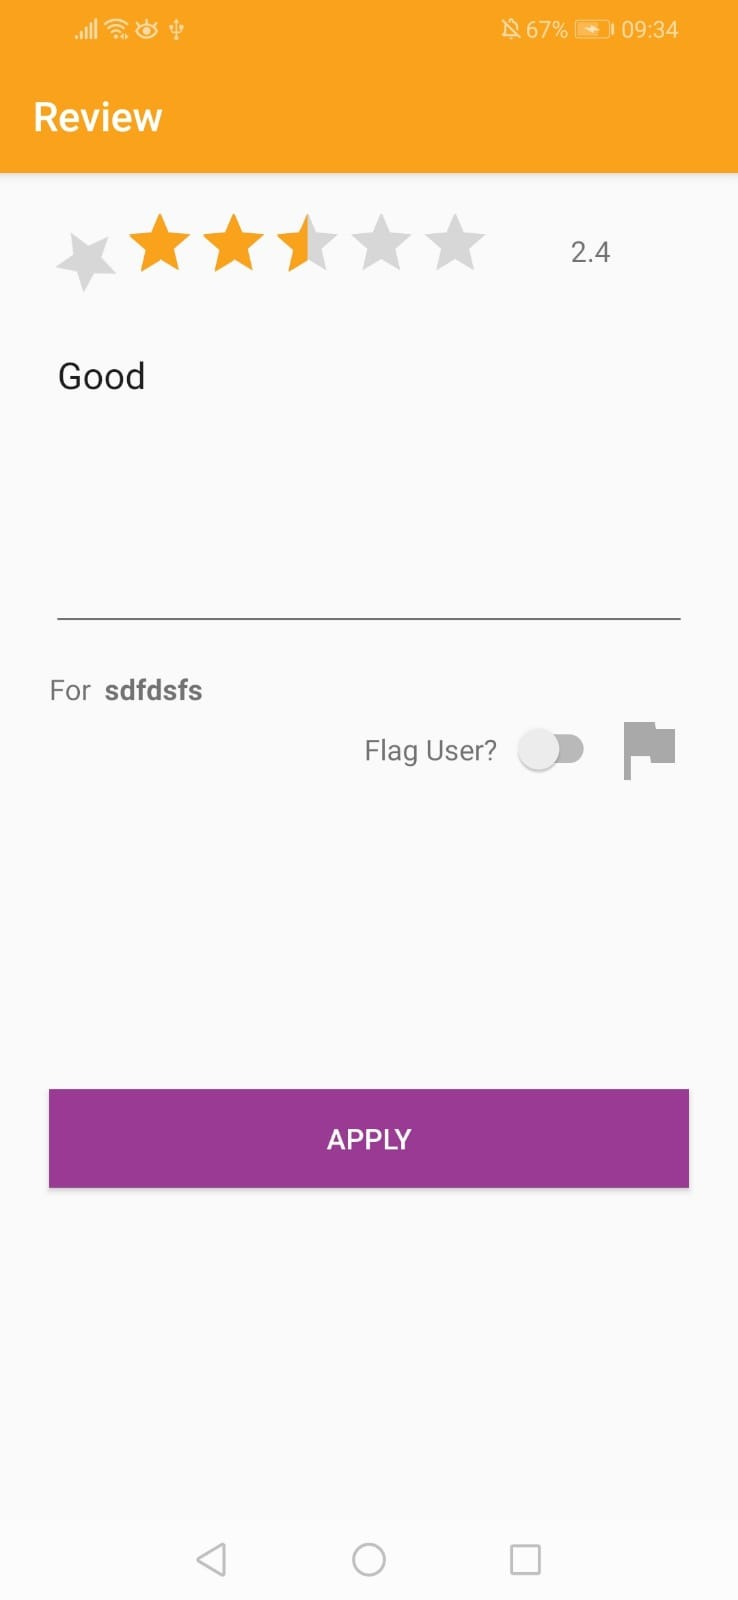 67% 09:34
Review
2.4
Good
For sdfdsfs
Flag User?
APPLY